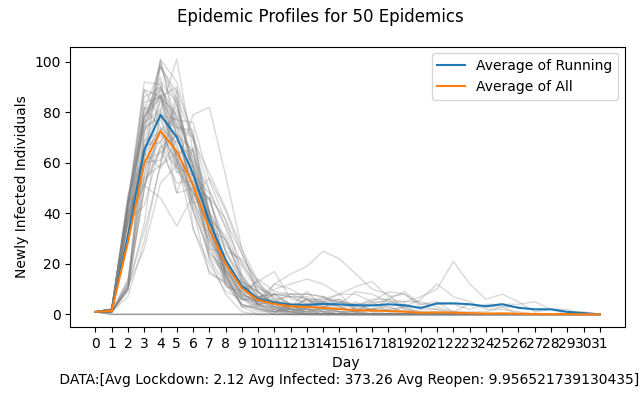 Epidemic Profiles for 50 Epidemics
Average of Running
Average of All
100
80
60
40
20
0
Newly Infected Individuals
0 1 2 3 4 5 6 7 8 9 10 11 12 13 14 15 16 17 18 19 20 21 22 23 24 25 26 27 28 29 30 31
Day
DATA:[Avg Lockdown: 2.12 Avg Infected: 373.26 Avg Reopen: 9.956521739130435]